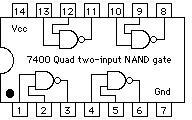 14 13 12 11 10 9 8
Vcc
7400 Quad two-input NAND gate
Gnd
1 2 3 4 5 6 7